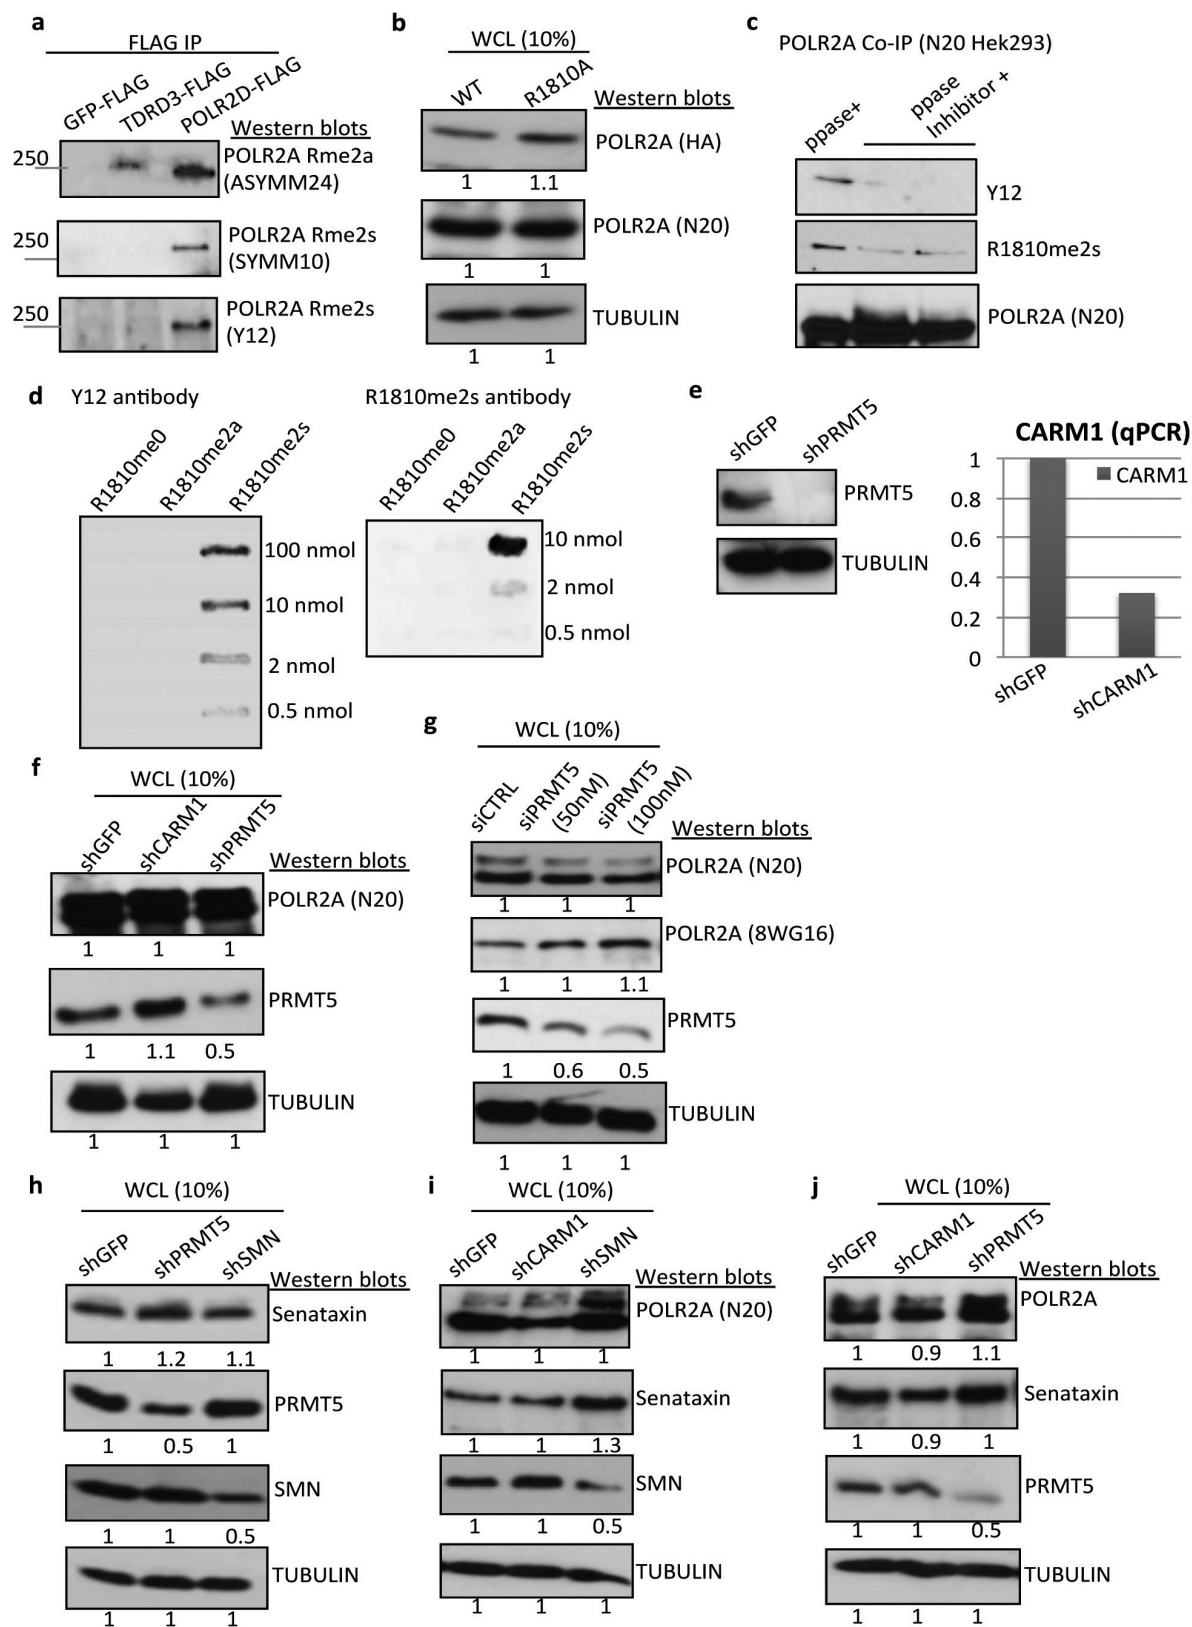 a
FLAG IP
GFP-FLAG
TDRD3-FLAG
POLR2D-FLAG
Western blots
250
POLR2A Rme2a
(ASYMM24)
250
POLR2A Rme2s
(SYMM10)
250
POLR2A Rme2s
(Y12)
b
WCL (10%)
WT
R1810A
Western blots
POLR2A (HA)
1 1.1
POLR2A (N20)
1 1
TUBULIN
1 1
c
POLR2A Co-IP (N20 Hek293)
ppase+
ppase
Inhibitor +
Y12
R1810me2s
POLR2A (N20)
d
Y12 antibody
R1810me0
R1810me2a
R1810me2s
100 nmol
10 nmol
2 nmol
0.5 nmol
R1810me2s antibody
R1810me0
R1810me2a
R1810me2s
10 nmol
2 nmol
0.5 nmol
e
shGFP
shPRMT5
PRMT5
TUBULIN
CARM1 (qPCR)
CARM1
1
0.8
0.6
0.4
0.2
0
shGFP
shCARM1
f
WCL (10%)
shGFP
shCARM1
shPRMT5
Western blots
POLR2A (N20)
1 1 1
PRMT5
1 1.1 0.5
TUBULIN
1 1 1
g
WCL (10%)
siCTRL
siPRMT5
(50nM)
siPRMT5
(100nM)
Western blots
POLR2A (N20)
1 1 1
POLR2A (8WG16)
1 1 1.1
PRMT5
1 0.6 0.5
TUBULIN
1 1 1
h
WCL (10%)
shGFP
shPRMT5
shSMN
Western blots
Senataxin
1 1.2 1.1
PRMT5
1 0.5 1
SMN
1 1 0.5
TUBULIN
1 1 1
i
WCL (10%)
shGFP
shCARM1
shSMN
Western blots
POLR2A (N20)
1 1 1
Senataxin
1 1 1.3
SMN
1 1 0.5
TUBULIN
1 1 1
j
WCL (10%)
shGFP
shCARM1
shPRMT5
Western blots
POLR2A
1 0.9 1.1
Senataxin
1 0.9 1
PRMT5
1 1 0.5
TUBULIN
1 1 1